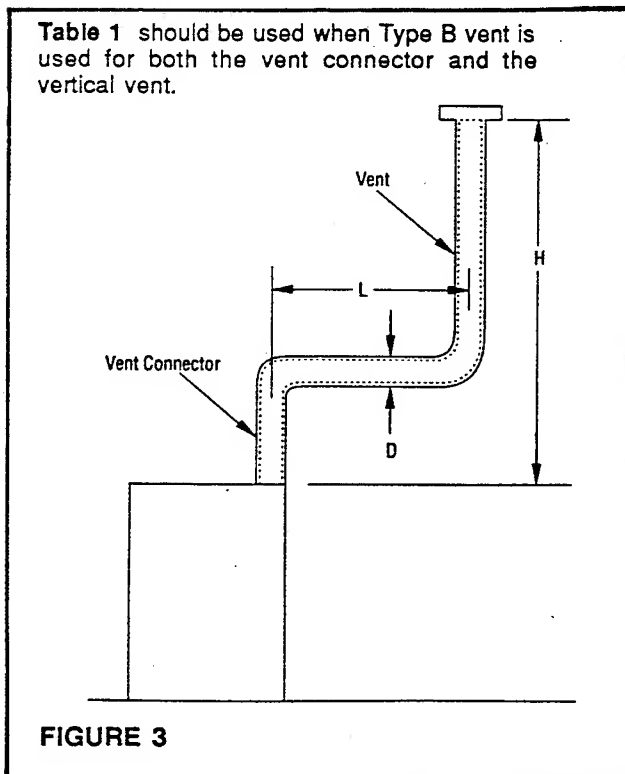 Table 1 should be used when Type B vent is
used for both the vent connector and the
vertical vent.
Vent
H
L
Vent Connector
D
FIGURE 3